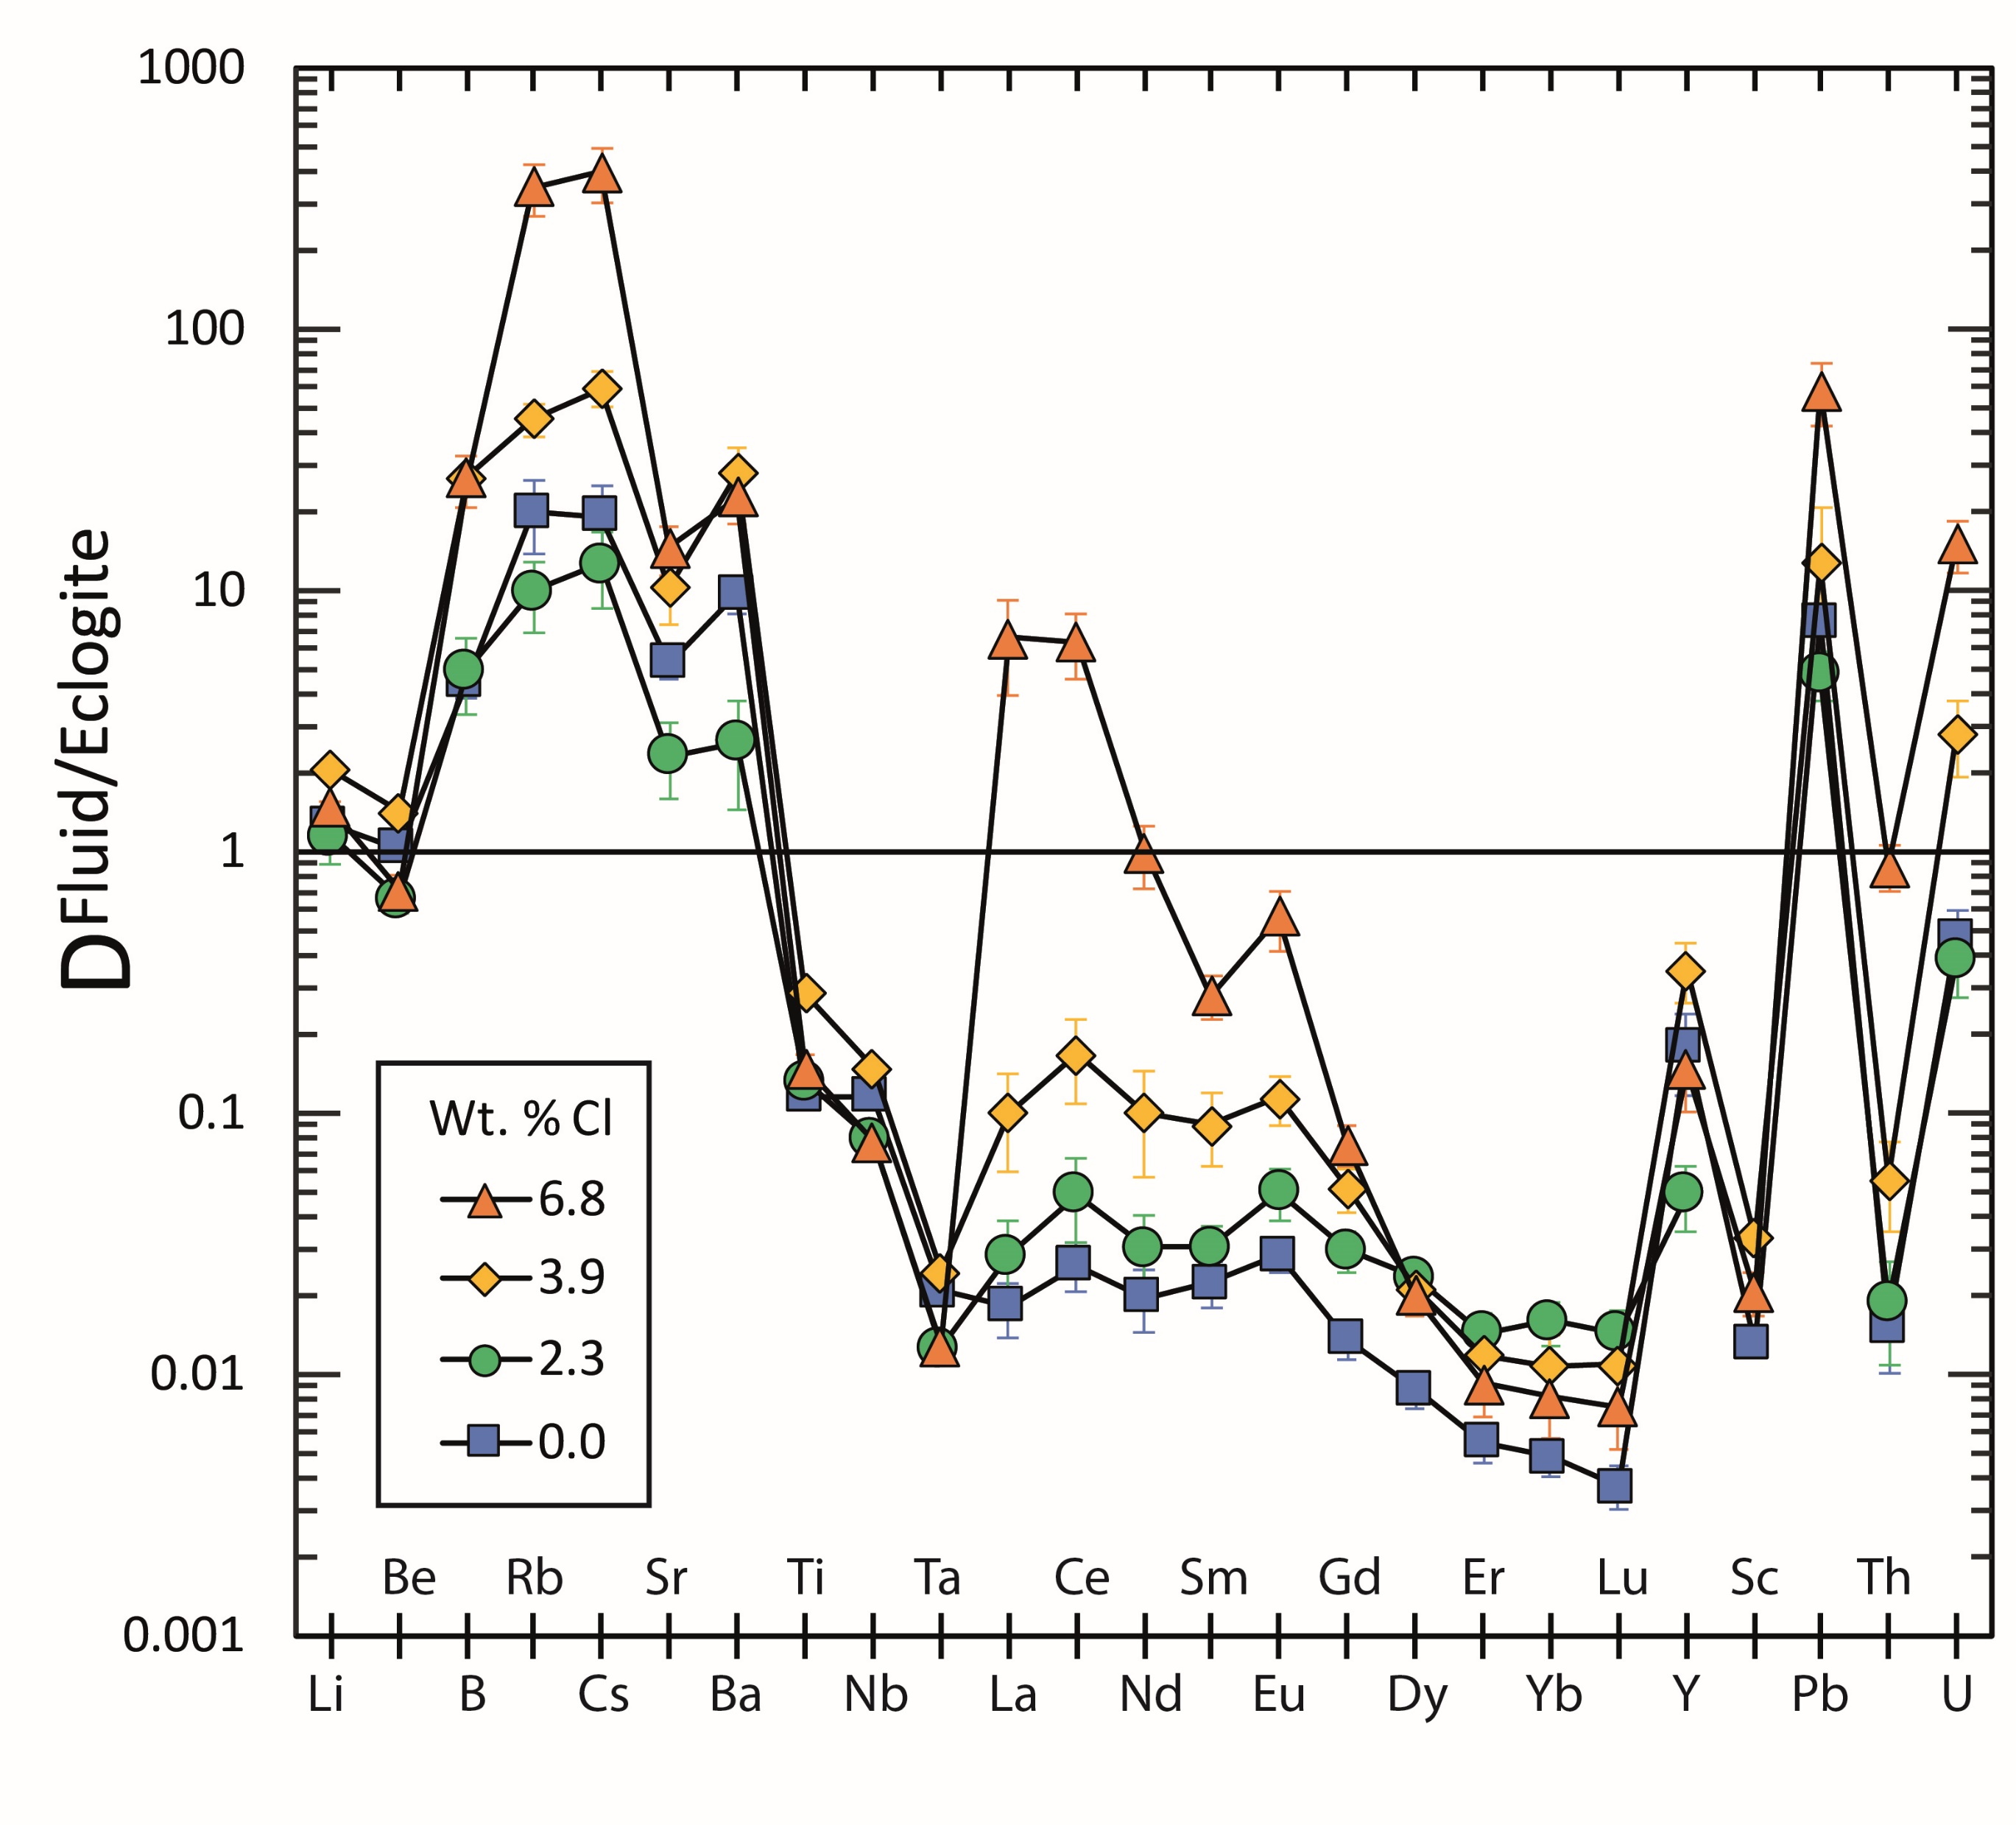 1000
100
10
1
0.1
0.01
0.001
DFluid/Eclogite
Wt. % Cl
6.8
3.9
2.3
0.0
Be Rb Sr Ti Ta Ce Sm Gd Er Lu Sc Th
Li B Cs Ba Nb La Nd Eu Dy Yb Y Pb U